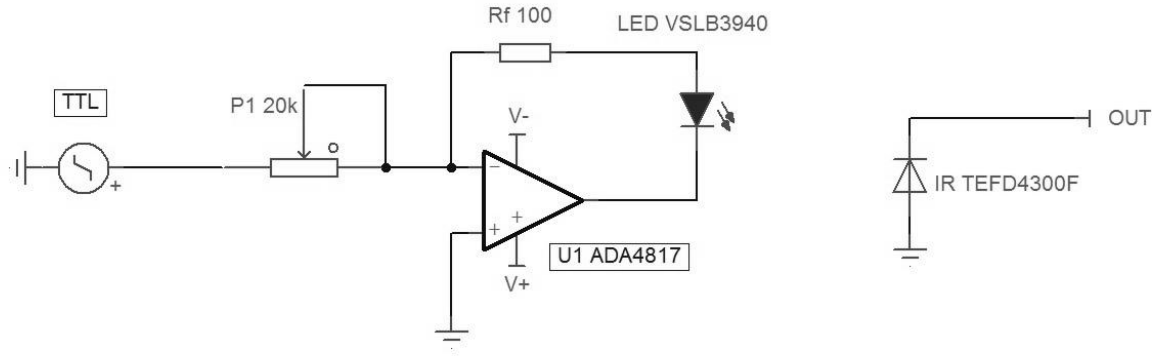 Rf 100
LED VSLB3940
TTL
P1 20k
V-
OUT
+
−
IR TEFD4300F
+
+
U1 ADA4817
V+